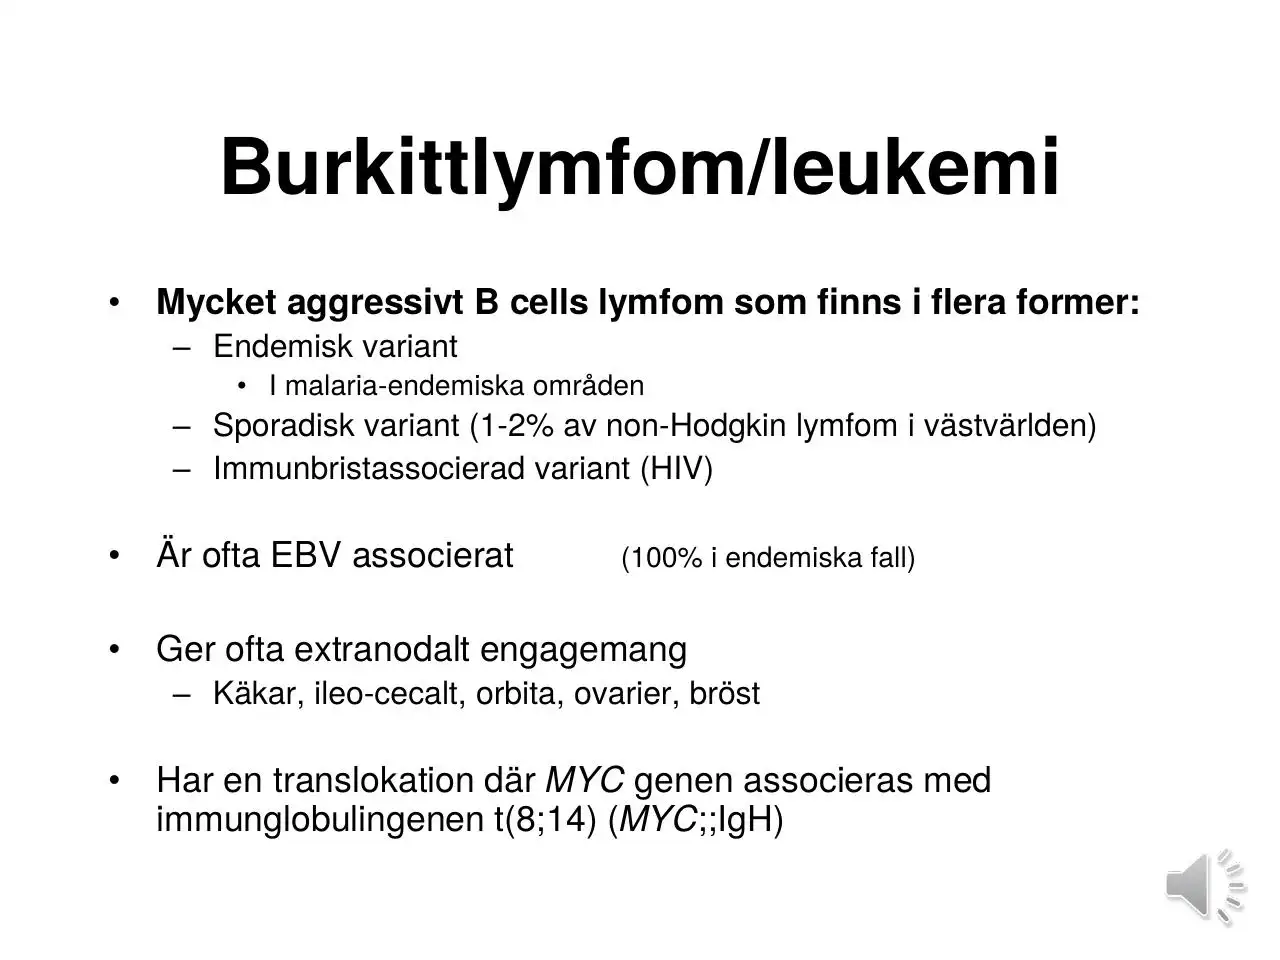 Burkittlymfom/leukemi
• Mycket aggressivt B cells lymfom som finns i flera former:
– Endemisk variant
• I malaria-endemiska områden
– Sporadisk variant (1-2% av non-Hodgkin lymfom i västvärlden)
– Immunbristassocierad variant (HIV)
• Är ofta EBV associerat (100% i endemiska fall)
• Ger ofta extranodalt engagemang
– Käkar, ileo-cecalt, orbita, ovarier, bröst
• Har en translokation där MYC genen associeras med
immunglobulingenen t(8;14) (MYC;;IgH)